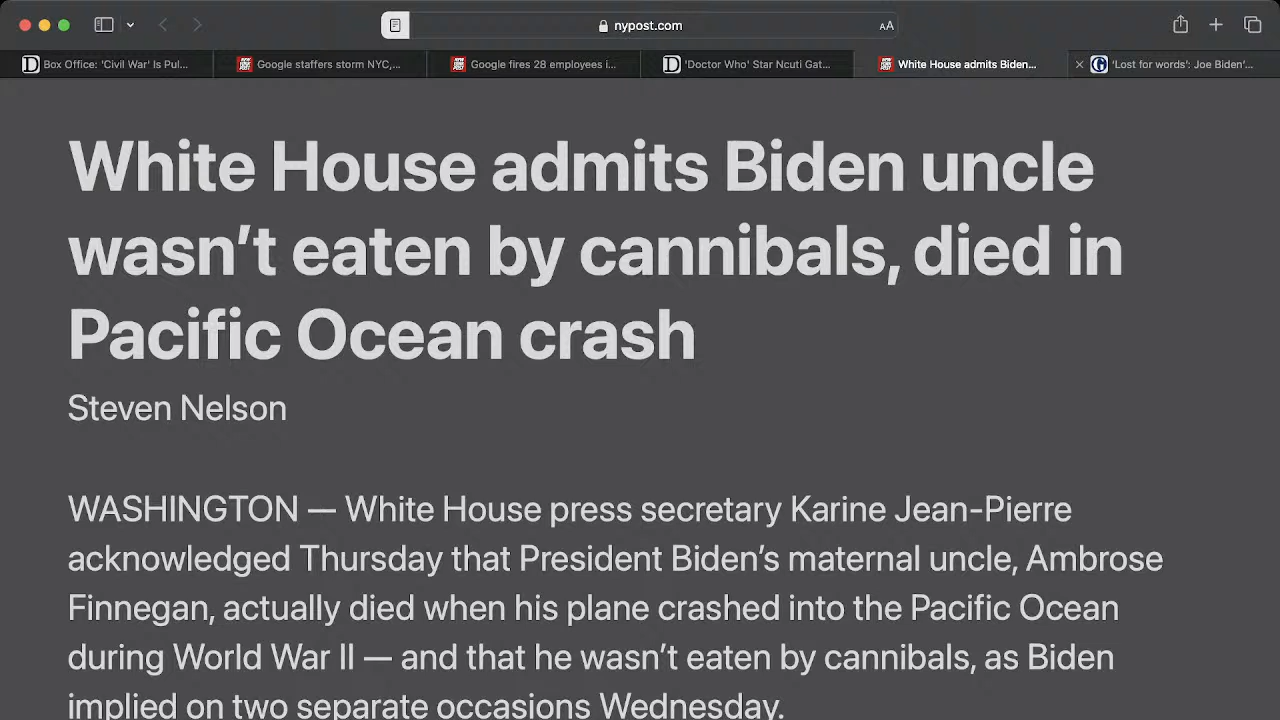 nypost.com
AA
Box Office: 'Civil War' Is Pul...
Google staffers storm NYC,...
Google fires 28 employees i...
'Doctor Who' Star Ncuti Gat...
White House admits Biden...
'Lost for words': Joe Biden'...
White House admits Biden uncle
wasn't eaten by cannibals, died in
Pacific Ocean crash
Steven Nelson
WASHINGTON — White House press secretary Karine Jean-Pierre
acknowledged Thursday that President Biden's maternal uncle, Ambrose
Finnegan, actually died when his plane crashed into the Pacific Ocean
during World War II — and that he wasn't eaten by cannibals, as Biden
implied on two separate occasions Wednesday.